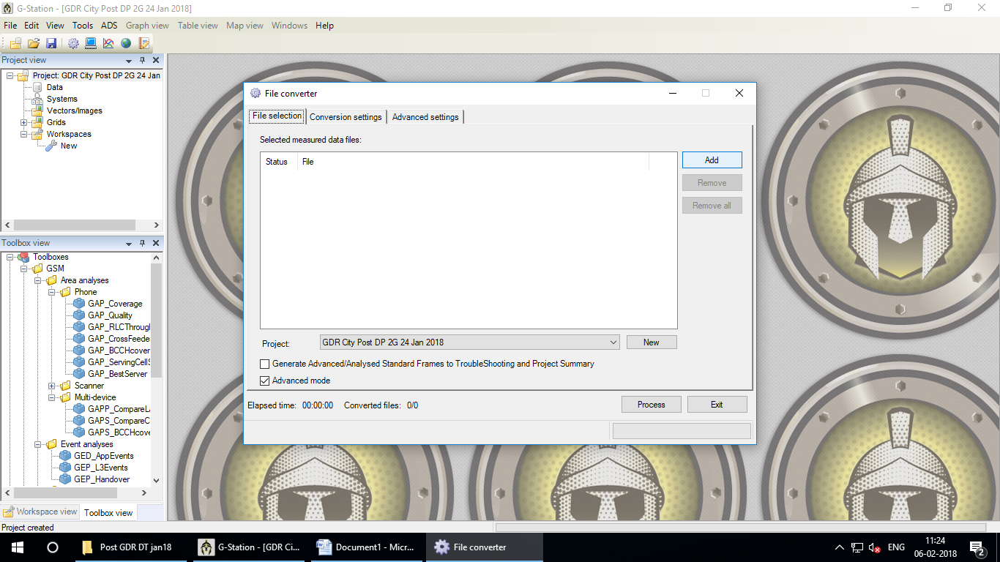 G-Station - [GDR City Post DP 2G 24 Jan 2018]
File Edit View Tools ADS Graph view Table view Map view Windows Help
Project view
Project: GDR City Post DP 2G 24 Jan
Data
Systems
Vectors/Images
Grids
Workspaces
New
Toolbox view
Toolboxes
GSM
Area analyses
Phone
GAP_Coverage
GAP_Quality
GAP_RLCThroug
GAP_CrossFeede
GAP_BCCHcover
GAP_ServingCellS
GAP_BestServer
Scanner
Multi-device
GAPP_CompareLa
GAPS_CompareC
GAPS_BCCHcove
Event analyses
GED_AppEvents
GEP_L3Events
GEP_Handover
Workspace view Toolbox view
Project created
File converter
File selection Conversion settings Advanced settings
Selected measured data files:
Status File
Add
Remove
Remove all
Project: GDR City Post DP 2G 24 Jan 2018 New
Generate Advanced/Analysed Standard Frames to TroubleShooting and Project Summary
Advanced mode
Elapsed time: 00:00:00 Converted files: 0/0 Process Exit
Post GDR DT jan18 G-Station - [GDR Ci... Document1 - Micr... File converter ENG 11:24
06-02-2018 2